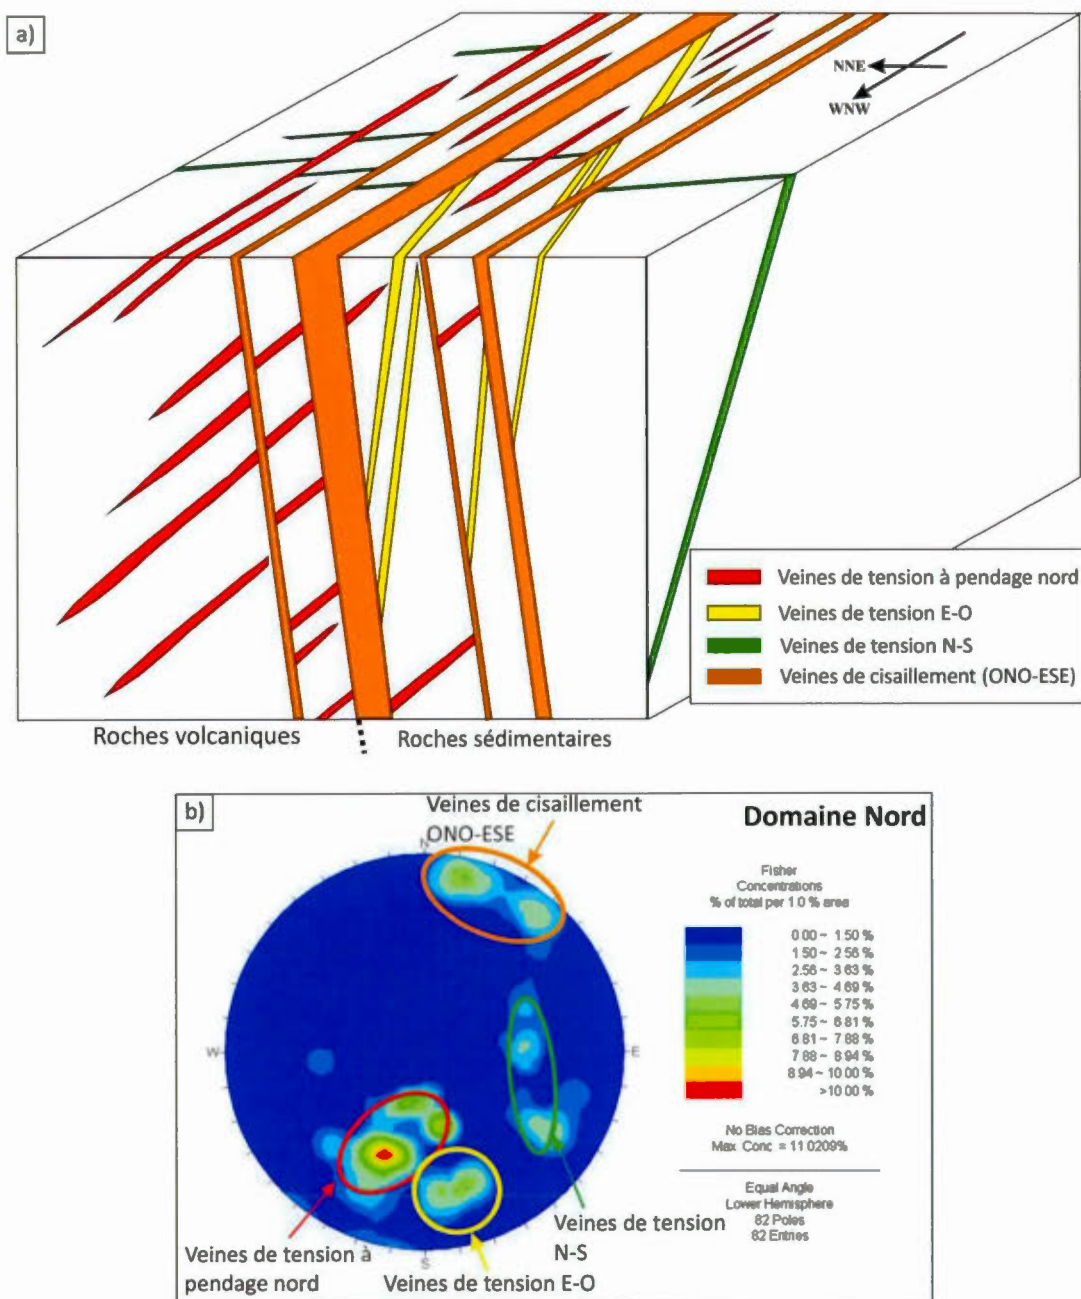 a)
NNE
WNW
Veines de tension à pendage nord
Veines de tension E-O
Veines de tension N-S
Veines de cisaillement (ONO-ESE)
Roches volcaniques
Roches sédimentaires
b)
Veines de cisaillement
ONO-ESE
Domaine Nord
N
W
E
S
Fisher
Concentrations
% of total per 1.0 % area
0.00 ~ 1.50 %
1.50 ~ 2.56 %
2.56 ~ 3.63 %
3.63 ~ 4.69 %
4.69 ~ 5.75 %
5.75 ~ 6.81 %
6.81 ~ 7.88 %
7.88 ~ 8.94 %
8.94 ~ 10.00 %
>10.00 %
No Bias Correction
Max. Conc. = 11.0209%
Equal Angle
Lower Hemisphere
82 Poles
82 Entries
Veines de tension à
pendage nord
Veines de tension E-O
Veines de tension
N-S